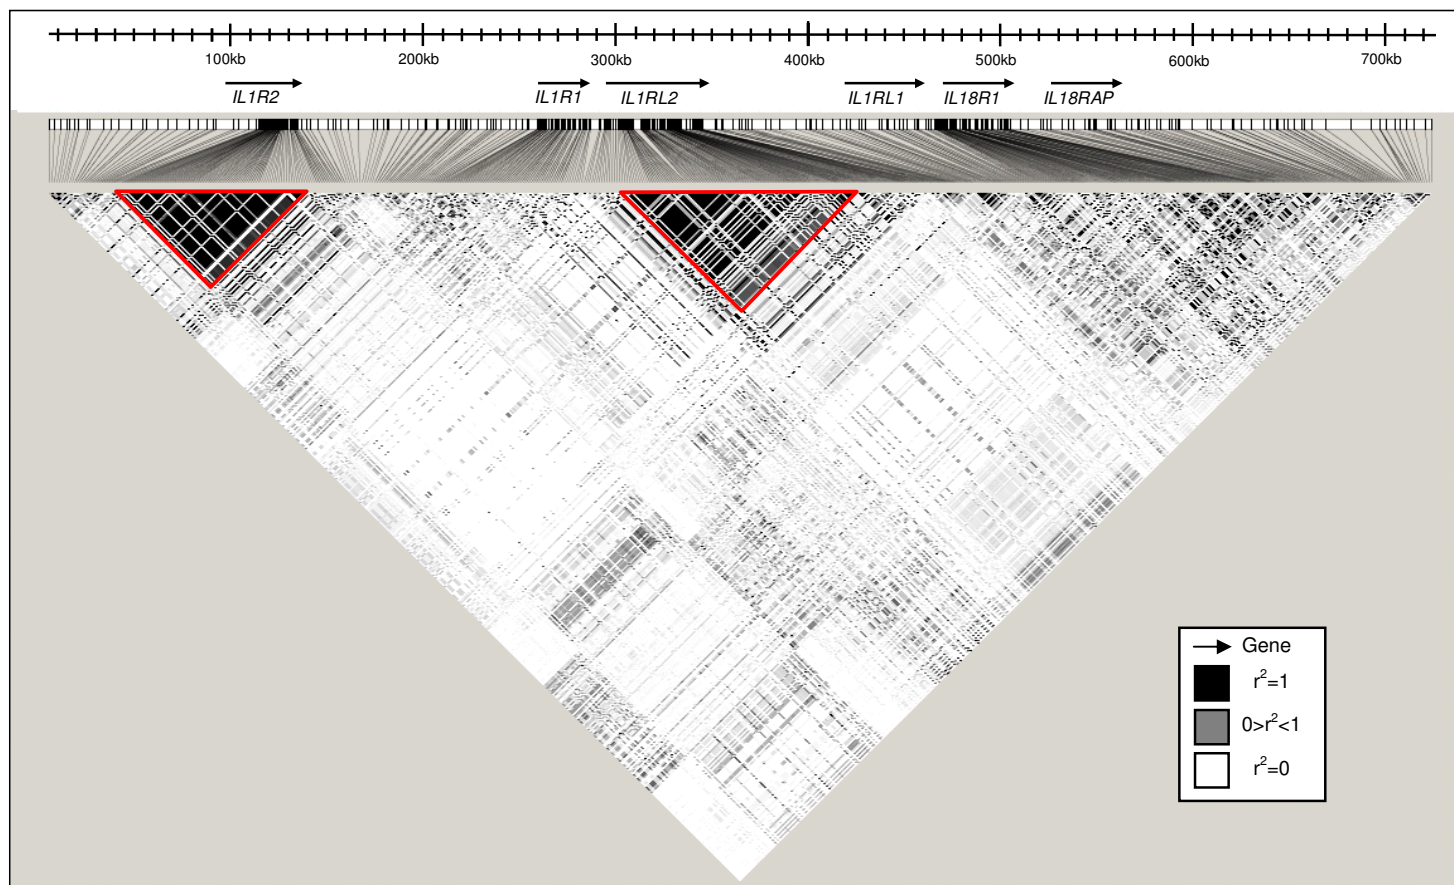 100kb 200kb 300kb 400kb 500kb 600kb 700kb
IL1R2 IL1R1 IL1RL2 IL1RL1 IL18R1 IL18RAP
Gene
r²=1
0>r²<1
r²=0